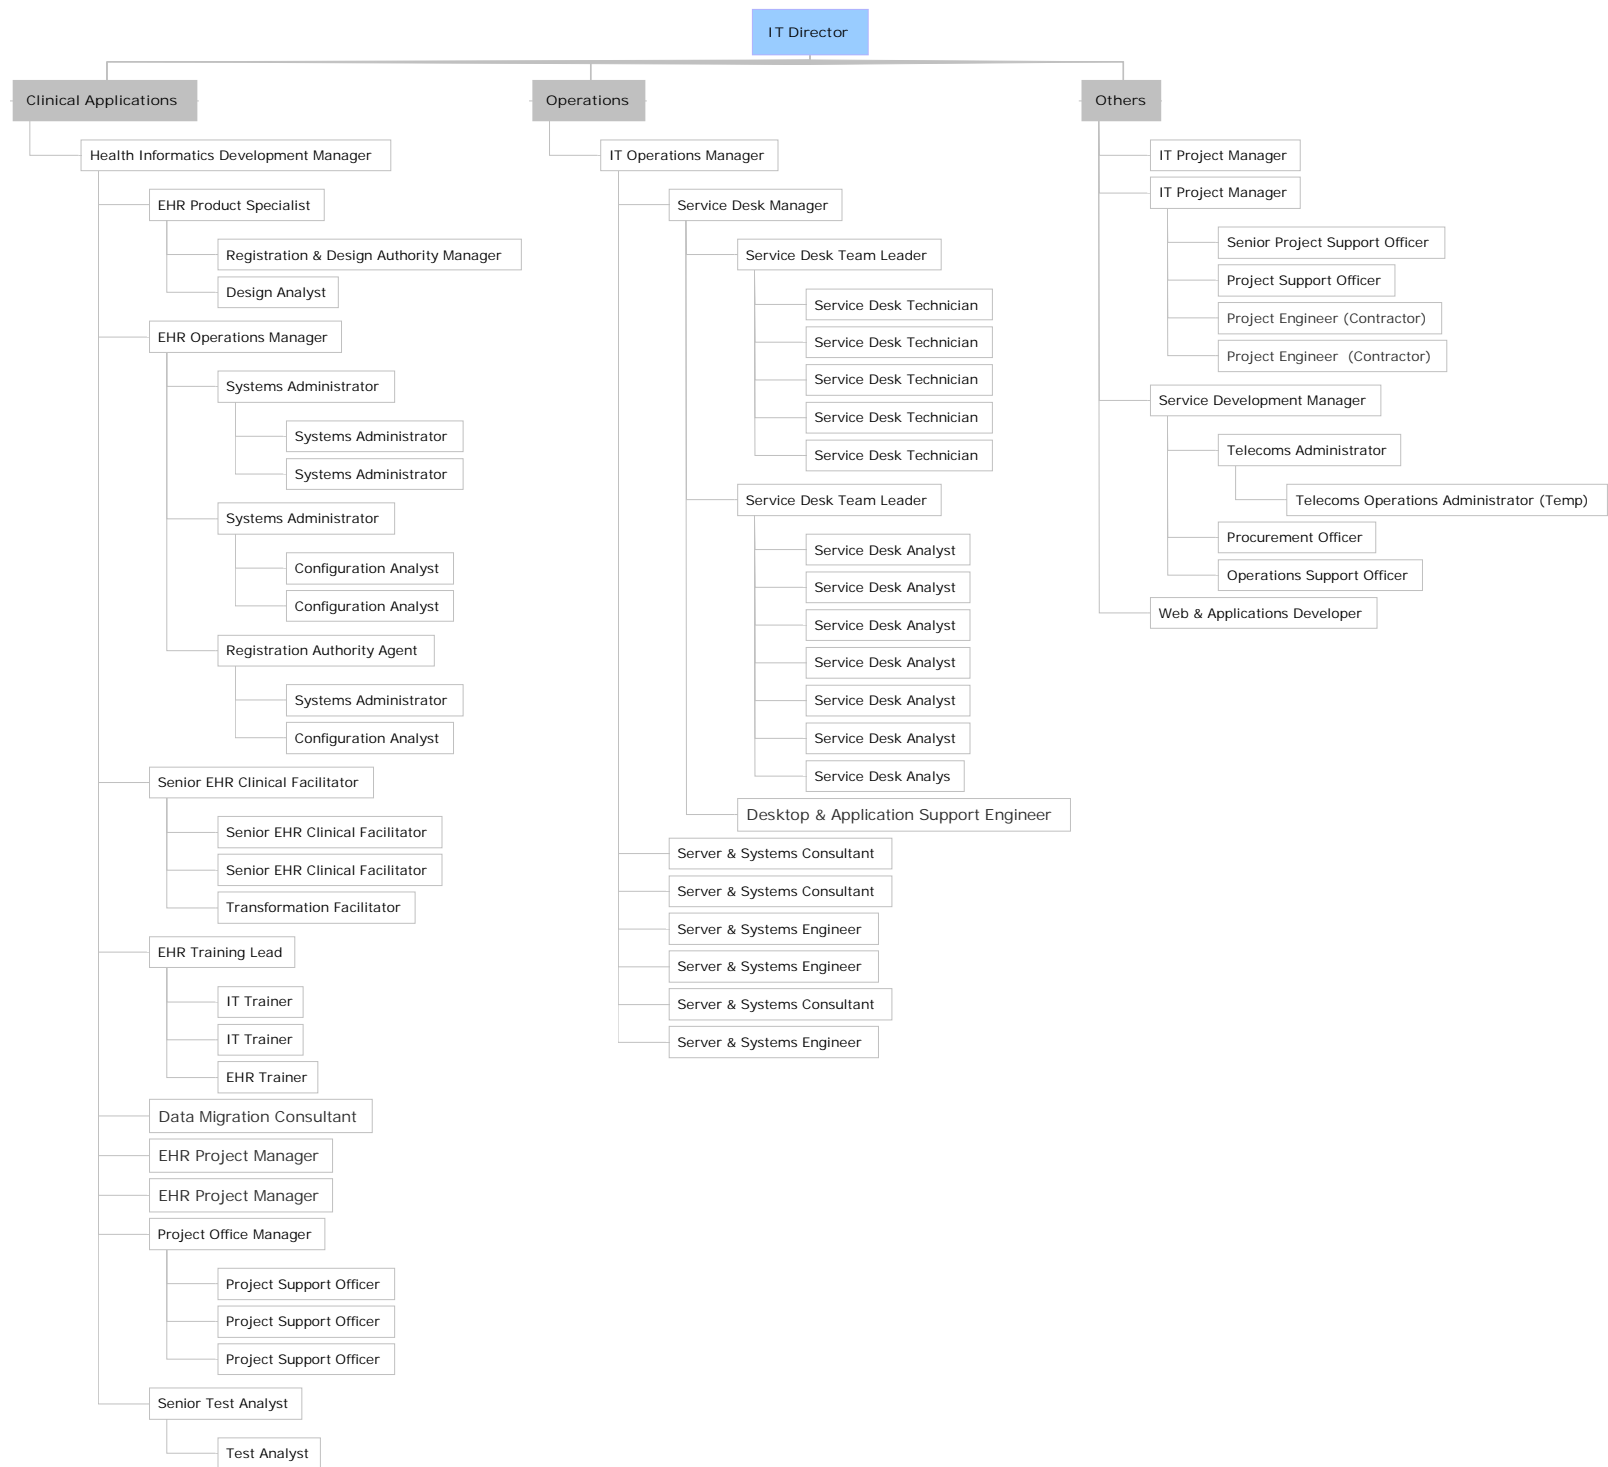 IT Director
Clinical Applications
Health Informatics Development Manager
EHR Product Specialist
Registration & Design Authority Manager
Design Analyst
EHR Operations Manager
Systems Administrator
Systems Administrator
Systems Administrator
Systems Administrator
Configuration Analyst
Configuration Analyst
Registration Authority Agent
Systems Administrator
Configuration Analyst
Senior EHR Clinical Facilitator
Senior EHR Clinical Facilitator
Senior EHR Clinical Facilitator
Transformation Facilitator
EHR Training Lead
IT Trainer
IT Trainer
EHR Trainer
Data Migration Consultant
EHR Project Manager
EHR Project Manager
Project Office Manager
Project Support Officer
Project Support Officer
Project Support Officer
Senior Test Analyst
Test Analyst
Operations
IT Operations Manager
Service Desk Manager
Service Desk Team Leader
Service Desk Technician
Service Desk Technician
Service Desk Technician
Service Desk Technician
Service Desk Technician
Service Desk Team Leader
Service Desk Analyst
Service Desk Analyst
Service Desk Analyst
Service Desk Analyst
Service Desk Analyst
Service Desk Analyst
Service Desk Analys
Desktop & Application Support Engineer
Server & Systems Consultant
Server & Systems Consultant
Server & Systems Engineer
Server & Systems Engineer
Server & Systems Consultant
Server & Systems Engineer
Others
IT Project Manager
IT Project Manager
Senior Project Support Officer
Project Support Officer
Project Engineer (Contractor)
Project Engineer (Contractor)
Service Development Manager
Telecoms Administrator
Telecoms Operations Administrator (Temp)
Procurement Officer
Operations Support Officer
Web & Applications Developer